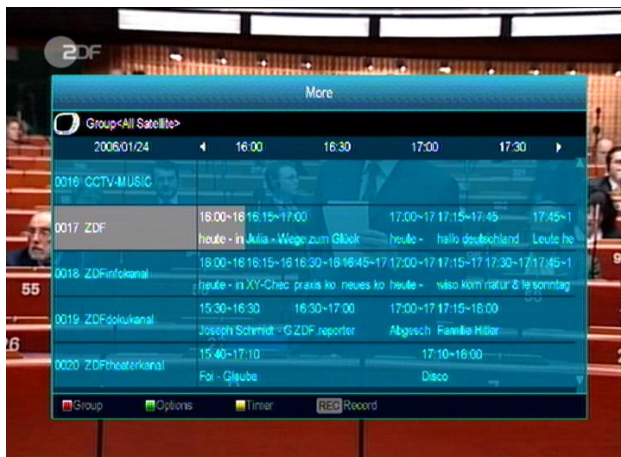 ZDF
More
Group<All Satellite>
2006/01/24 16:00 16:30 17:00 17:30
0016 CCTV-MUSIC
16:00~16 16:15~17:00 17:00~17 17:15~17:45 17:45~1
0017 ZDF
heute - in Julia - Wege zum Glück heute - hallo deutschland Leute he
16:00~16 16:15~16 16:30~16 16:45~17 17:00~17 17:15~17 17:30~17 17:45~1
0018 ZDFinfokanal
heute - in XY-Chec praxis ko neues ko heute - wiso kom natur & le sonntag
15:30~16:30 16:30~17:00 17:00~17 17:15~18:00
0019 ZDFdokukanal
Joseph Schmidt - G ZDF.reporter Abgesch Familie Hitler
15:40~17:10 17:10~18:00
0020 ZDFtheaterkanal
Foi - Glaube Disco
Group Options Timer REC Record
55